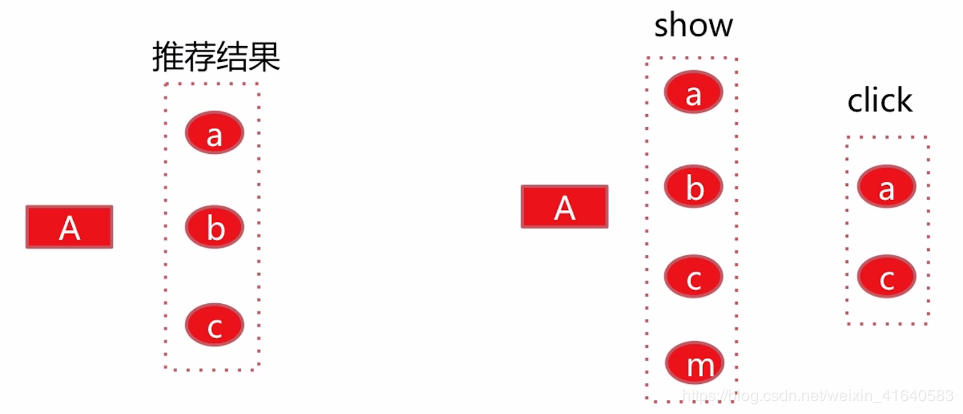 推荐结果
a
A
b
c
show
a
A
b
c
m
click
a
c
https://blog.csdn.net/weixin_41640583